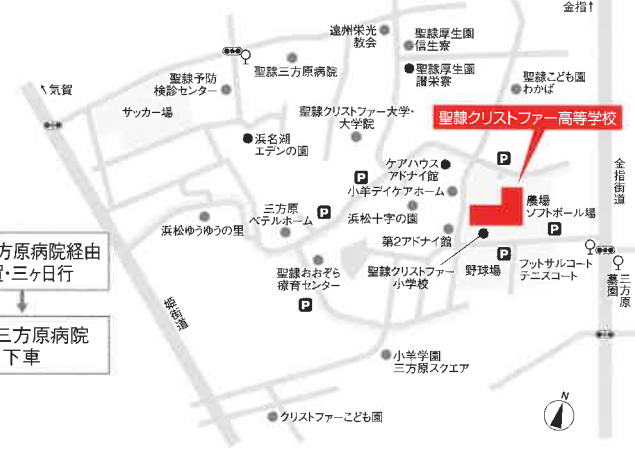 金指↑
遠州栄光
教会
聖隷厚生園
信生寮
聖隷三方原病院
聖隷厚生園
讃栄寮
聖隷予防
検診センター
聖隷こども園
わかば
↖気賀
サッカー場
聖隷クリストファー大学・
大学院
聖隷クリストファー高等学校
浜名湖
エデンの園
ケアハウス
アドナイ館
P
金指街道
P
小羊デイケアホーム
農場
ソフトボール場
三方原
ベテルホーム
P
浜松十字の園
浜松ゆうゆうの里
第2アドナイ館
P
方原病院経由
賀・三ヶ日行
聖隷おおぞら
療育センター
聖隷クリストファー
小学校
野球場
P
フットサルコート
テニスコート
三方原
墓園
P
姫街道
三方原病院
下車
小羊学園
三方原スクエア
クリストファーこども園
N